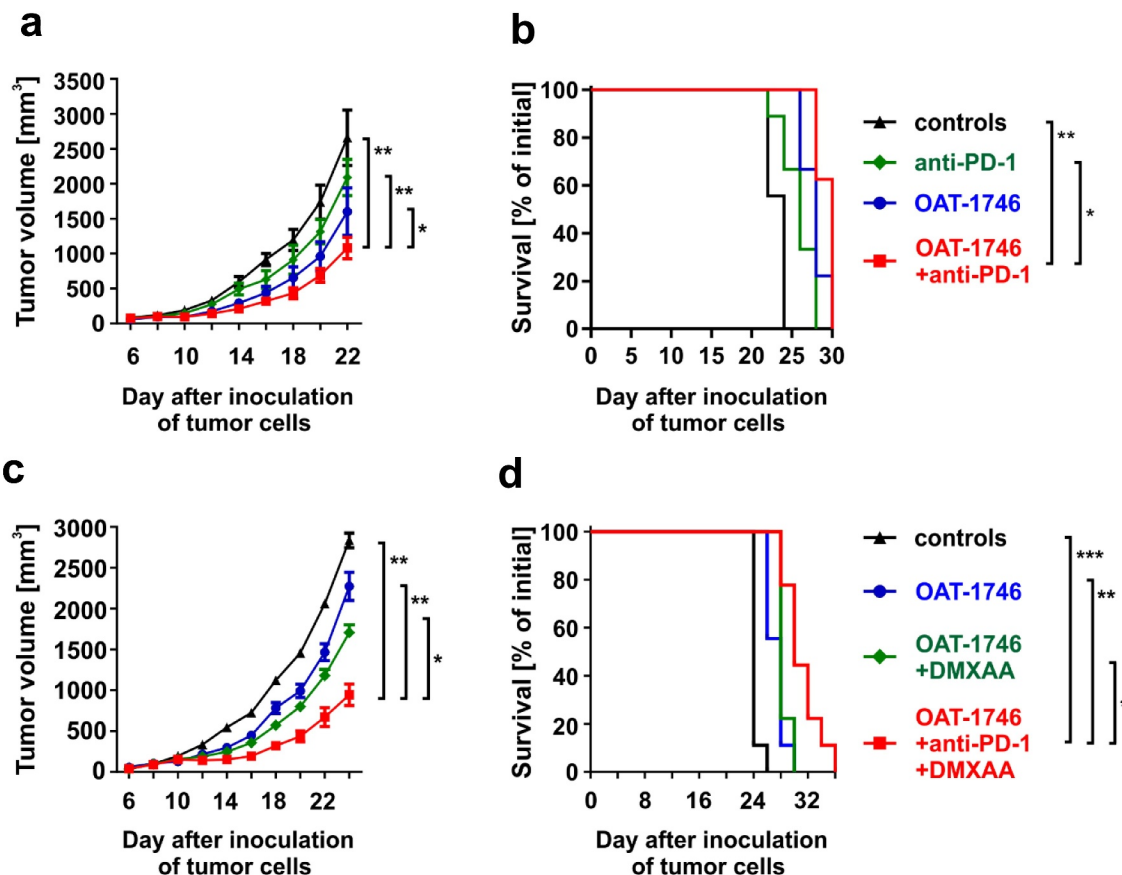 a
Tumor volume [mm³]
3500
3000
2500
2000
1500
1000
500
0
6 10 14 18 22
Day after inoculation
of tumor cells
**
**
*
b
Survival [% of initial]
100
80
60
40
20
0
0 5 10 15 20 25 30
Day after inoculation
of tumor cells
controls
anti-PD-1
OAT-1746
OAT-1746
+anti-PD-1
**
*
c
Tumor volume [mm³]
3000
2500
2000
1500
1000
500
0
6 10 14 18 22
Day after inoculation
of tumor cells
**
**
*
d
Survival [% of initial]
100
80
60
40
20
0
0 8 16 24 32
Day after inoculation
of tumor cells
controls
OAT-1746
OAT-1746
+DMXAA
OAT-1746
+anti-PD-1
+DMXAA
***
**